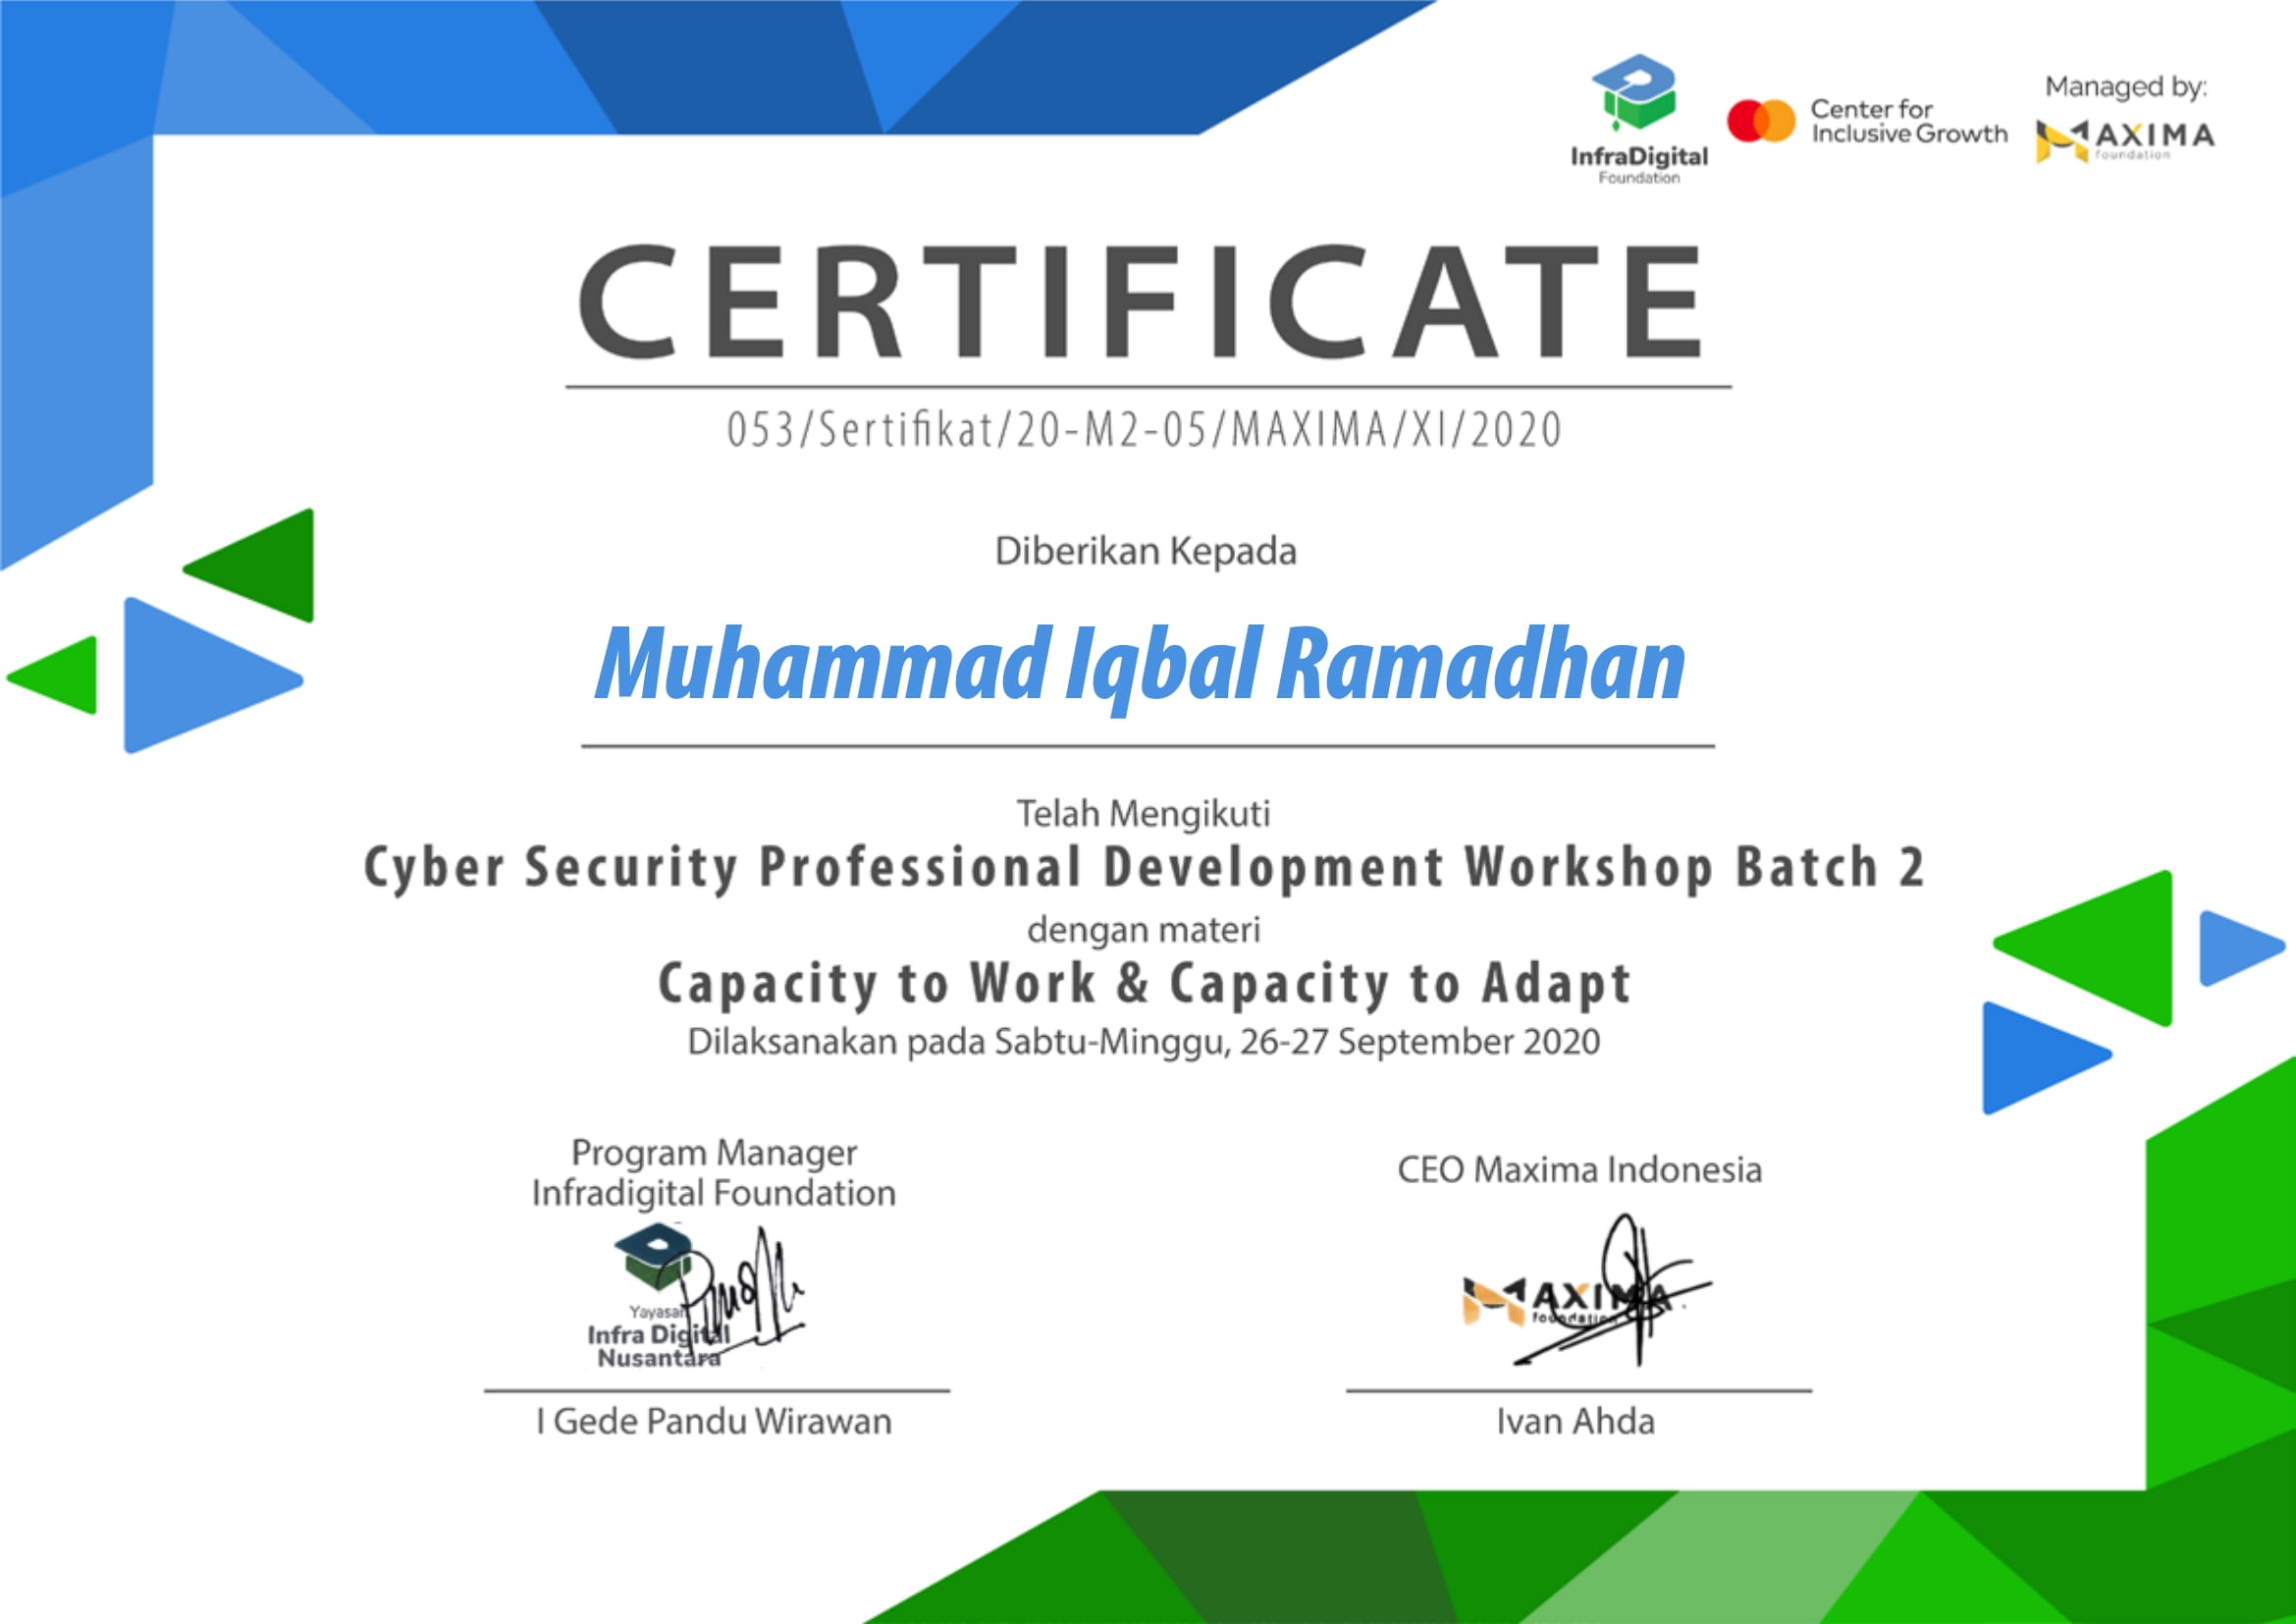 InfraDigital
Foundation
Center for
Inclusive Growth
Managed by:
MAXIMA
foundation
CERTIFICATE
053/Sertifikat/20-M2-05/MAXIMA/XI/2020
Diberikan Kepada
Muhammad Iqbal Ramadhan
Telah Mengikuti
Cyber Security Professional Development Workshop Batch 2
dengan materi
Capacity to Work & Capacity to Adapt
Dilaksanakan pada Sabtu-Minggu, 26-27 September 2020
Program Manager
Infradigital Foundation
CEO Maxima Indonesia
Yayasan
Infra Digital
Nusantara
MAXIMA
foundation
I Gede Pandu Wirawan
Ivan Ahda